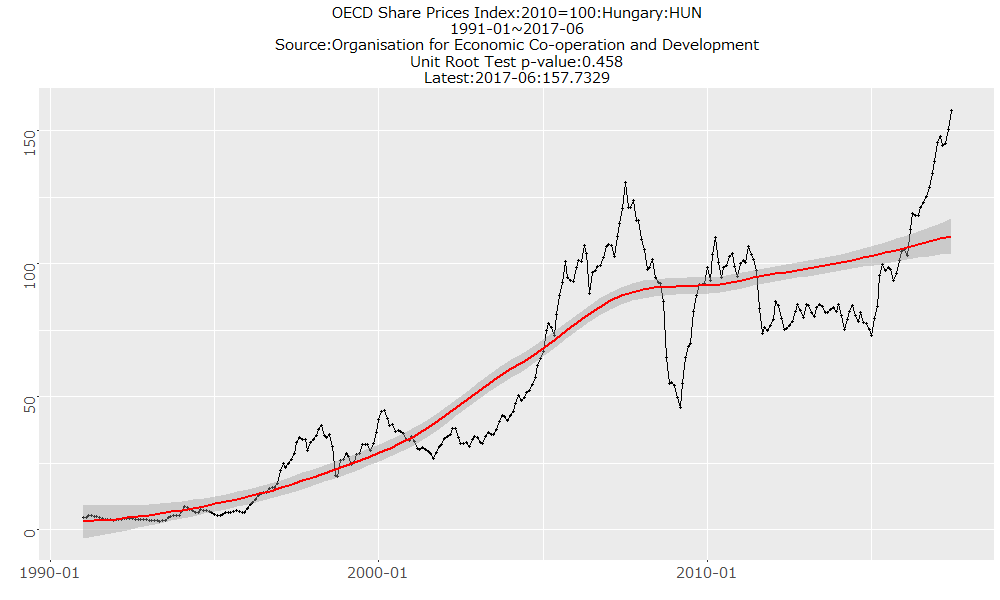 OECD Share Prices Index:2010=100:Hungary:HUN
1991-01~2017-06
Source:Organisation for Economic Co-operation and Development
Unit Root Test p-value:0.458
Latest:2017-06:157.7329
150
100
50
0
1990-01
2000-01
2010-01